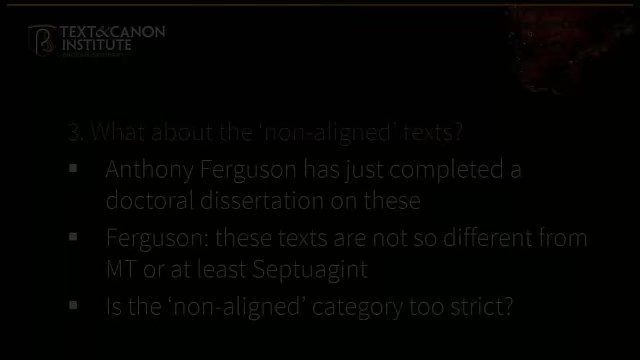 TEXT&CANON
INSTITUTE
3. What about the ‘non-aligned’ texts?
▪ Anthony Ferguson has just completed a
doctoral dissertation on these
▪ Ferguson: these texts are not so different from
MT or at least Septuagint
▪ Is the ‘non-aligned’ category too strict?